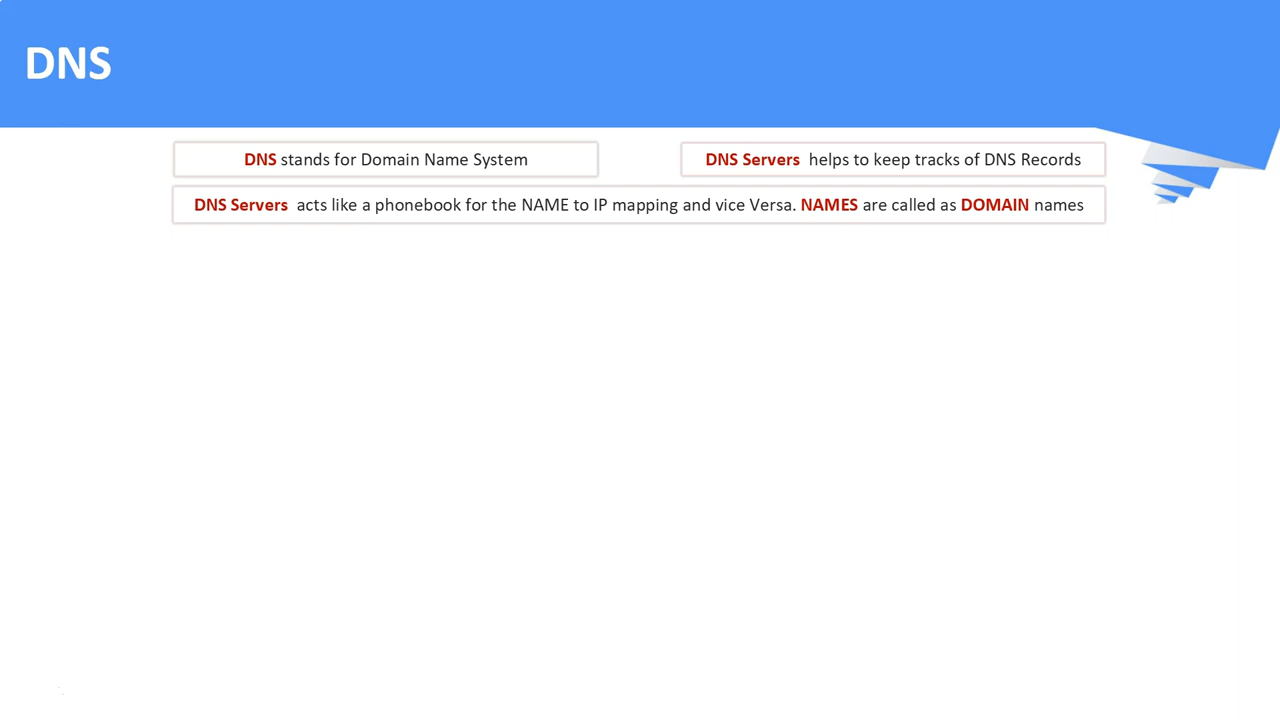 DNS
DNS stands for Domain Name System
DNS Servers helps to keep tracks of DNS Records
DNS Servers acts like a phonebook for the NAME to IP mapping and vice Versa. NAMES are called as DOMAIN names